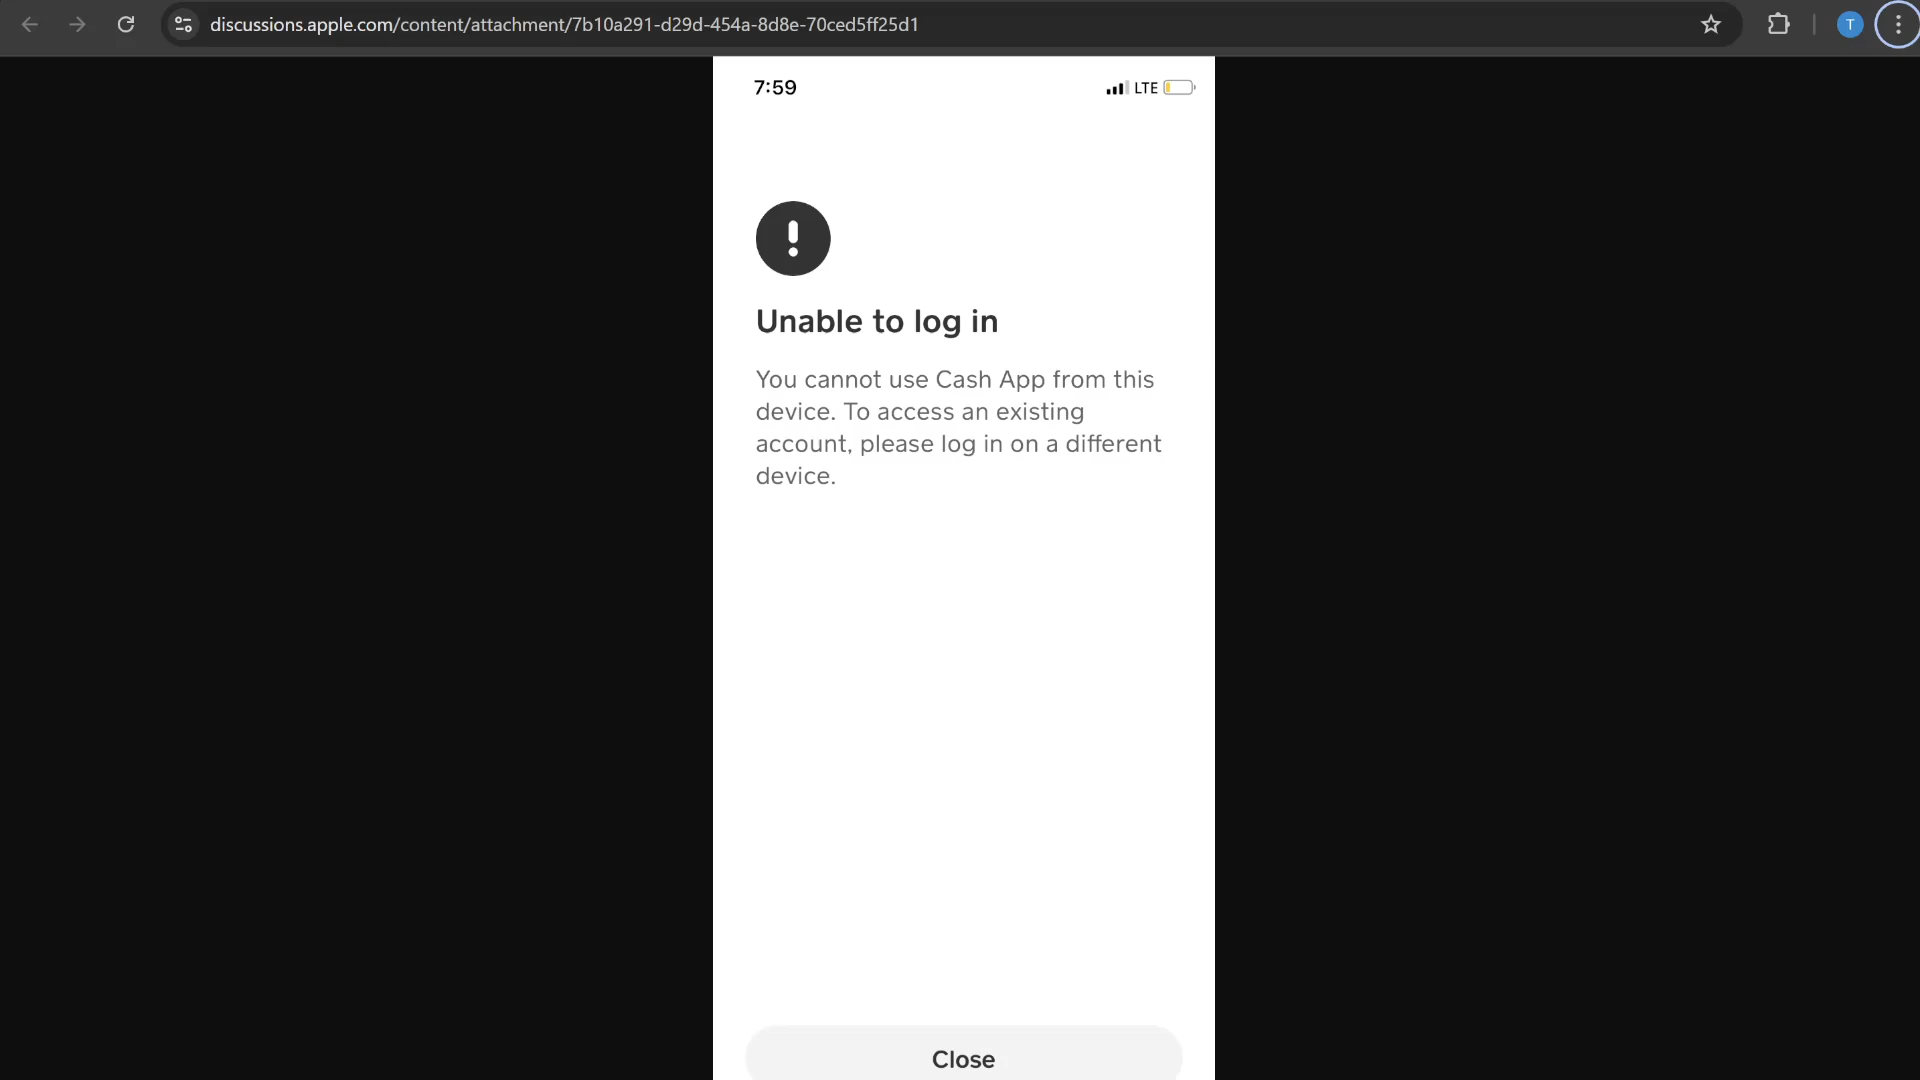 discussions.apple.com/content/attachment/7b10a291-d29d-454a-8d8e-70ced5ff25d1
T
7:59
LTE
Unable to log in
You cannot use Cash App from this
device. To access an existing
account, please log in on a different
device.
Close